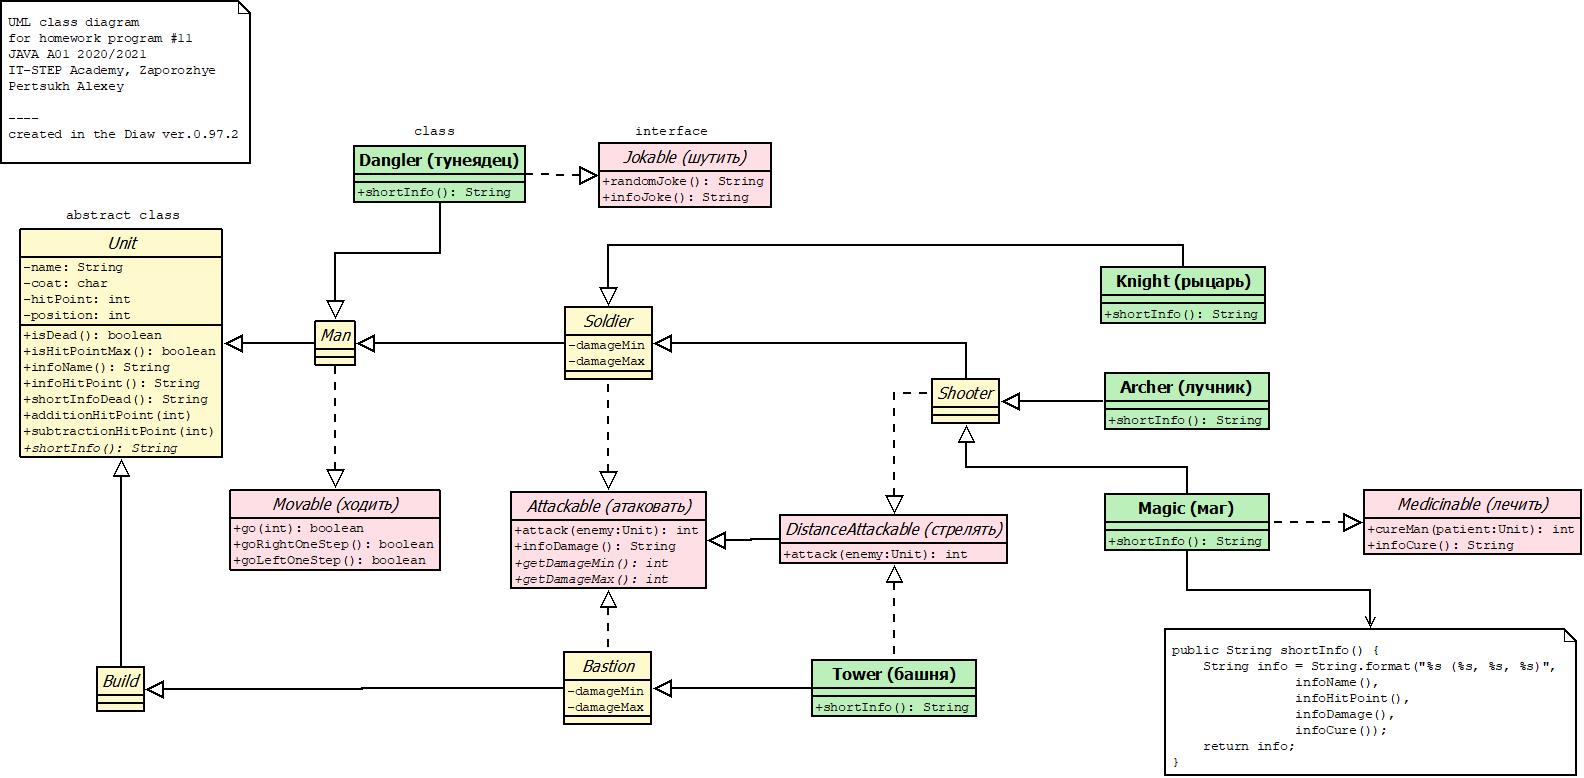 UML class diagram
for homework program #11
JAVA A01 2020/2021
IT-STEP Academy, Zaporozhye
Pertsukh Alexey
----
created in the Diaw ver.0.97.2
class
Dangler (тунеядец)
+shortInfo(): String
interface
Jokable (шутить)
+randomJoke(): String
+infoJoke(): String
abstract class
Unit
-name: String
-coat: char
-hitPoint: int
-position: int
+isDead(): boolean
+isHitPointMax(): boolean
+infoName(): String
+infoHitPoint(): String
+shortInfoDead(): String
+additionHitPoint(int)
+subtractionHitPoint(int)
+shortInfo(): String
Man
Soldier
-damageMin
-damageMax
Knight (рыцарь)
+shortInfo(): String
Shooter
Archer (лучник)
+shortInfo(): String
Movable (ходить)
+go(int): boolean
+goRightOneStep(): boolean
+goLeftOneStep(): boolean
Attackable (атаковать)
+attack(enemy:Unit): int
+infoDamage(): String
+getDamageMin(): int
+getDamageMax(): int
DistanceAttackable (стрелять)
+attack(enemy:Unit): int
Magic (маг)
+shortInfo(): String
Medicinable (лечить)
+cureMan(patient:Unit): int
+infoCure(): String
Build
Bastion
-damageMin
-damageMax
Tower (башня)
+shortInfo(): String
public String shortInfo() {
    String info = String.format("%s (%s, %s, %s)",
                infoName(),
                infoHitPoint(),
                infoDamage(),
                infoCure());
    return info;
}